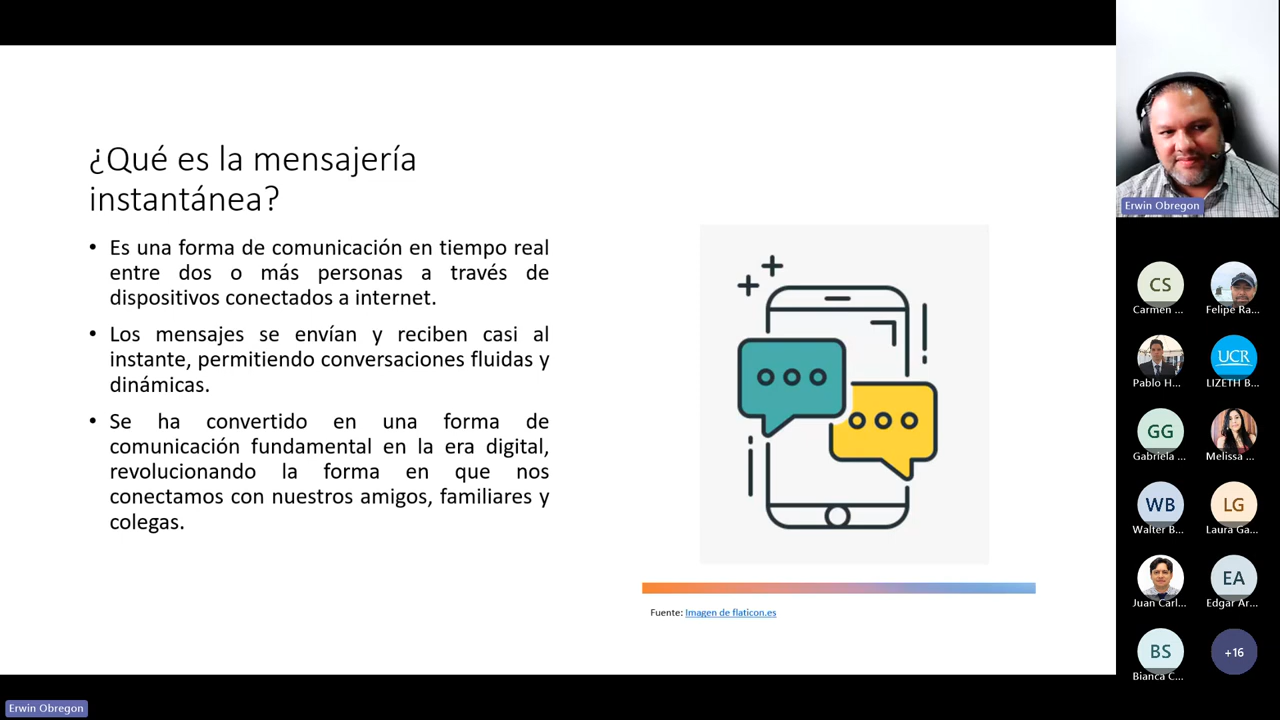 ¿Qué es la mensajería
instantánea?
• Es una forma de comunicación en tiempo real
entre dos o más personas a través de
dispositivos conectados a internet.
• Los mensajes se envían y reciben casi al
instante, permitiendo conversaciones fluidas y
dinámicas.
• Se ha convertido en una forma de
comunicación fundamental en la era digital,
revolucionando la forma en que nos
conectamos con nuestros amigos, familiares y
colegas.
Fuente: Imagen de flaticon.es
Erwin Obregon
CS
Carmen ...
Felipe Ra...
Pablo H...
UCR
LIZETH B...
GG
Gabriela ...
Melissa ...
WB
Walter B...
LG
Laura Ga...
Juan Carl...
EA
Edgar Ar...
BS
Bianca C...
+16
Erwin Obregon